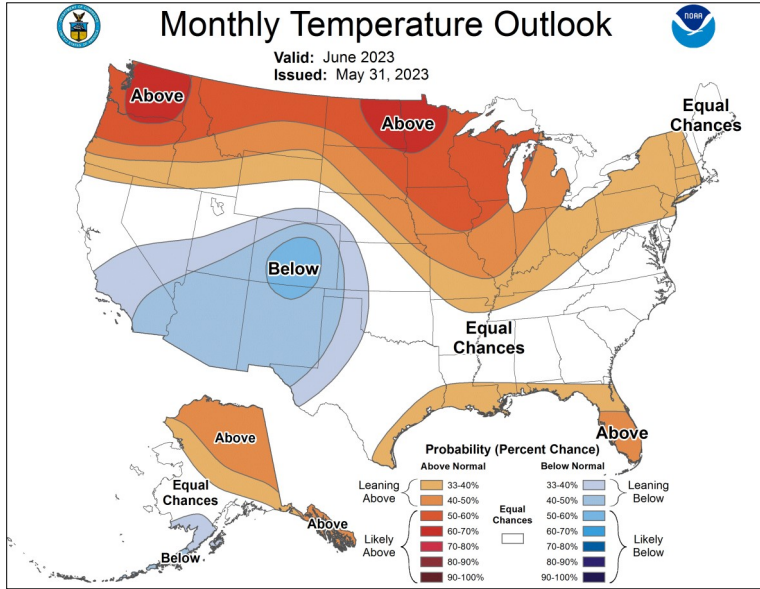 Monthly Temperature Outlook
NOAA
Valid: June 2023
Issued: May 31, 2023
Above
Above
Equal
Chances
Below
Equal
Chances
Above
Above
Equal
Chances
Above
Below
Probability (Percent Chance)
Above Normal
Below Normal
Leaning
Above
33-40%
40-50%
Likely
Above
50-60%
60-70%
70-80%
80-90%
90-100%
Equal
Chances
33-40%
40-50%
Leaning
Below
50-60%
60-70%
70-80%
80-90%
90-100%
Likely
Below